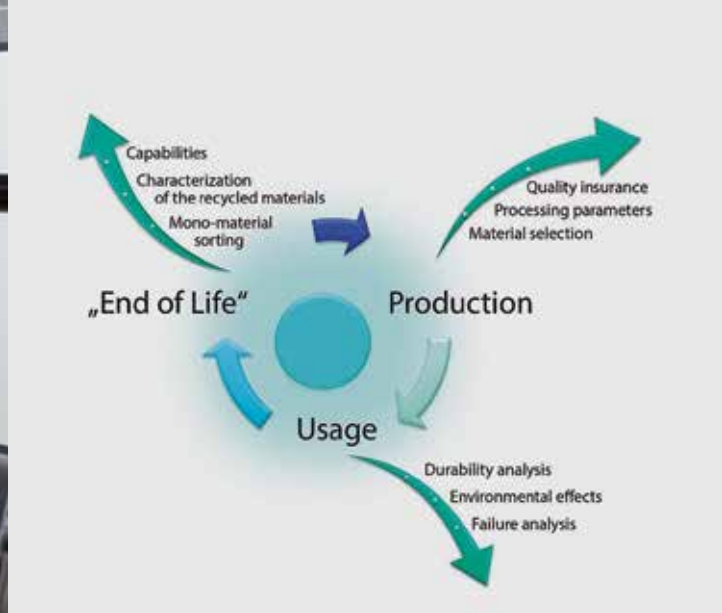 Capabilities
Characterization
of the recycled materials
Mono-material
sorting
Quality insurance
Processing parameters
Material selection
„End of Life“
Production
Usage
Durability analysis
Environmental effects
Failure analysis